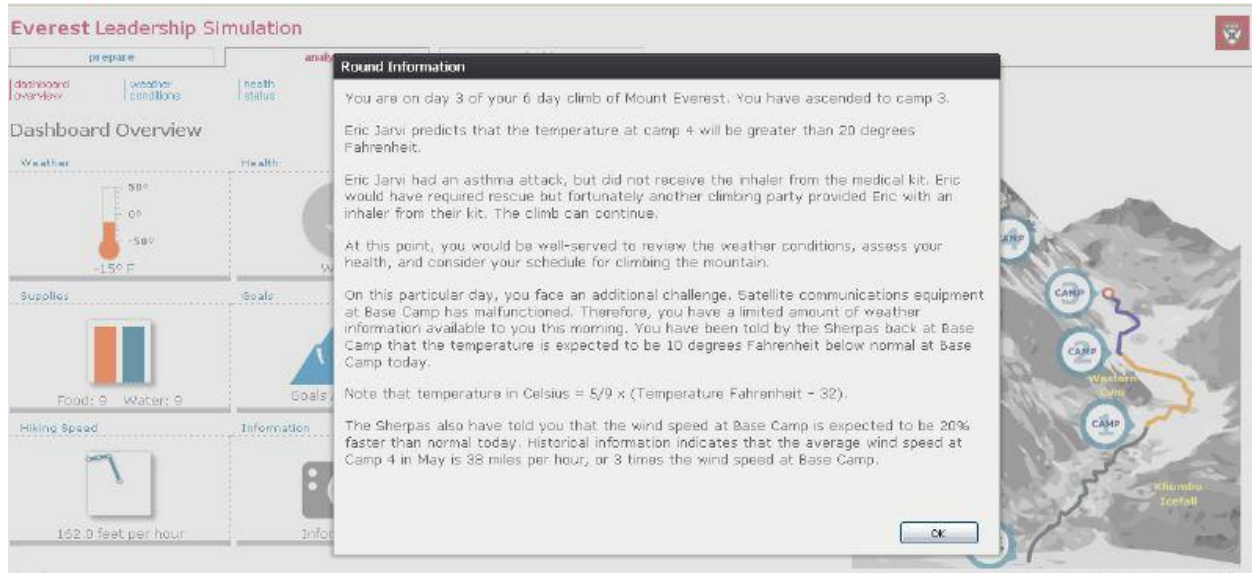 Everest Leadership Simulation
prepare
analy
Round Information
dashboard
overview
weather
conditions
health
status
Dashboard Overview
Weather
Health
50°
0°
-50°
-15° F
W
Supplies
Goals
Food: 9 Water: 9
Goals
Hiking Speed
Information
162.0 feet per hour
Infor
You are on day 3 of your 6 day climb of Mount Everest. You have ascended to camp 3.
Eric Jarvi predicts that the temperature at camp 4 will be greater than 20 degrees
Fahrenheit.
Eric Jarvi had an asthma attack, but did not receive the inhaler from the medical kit. Eric
would have required rescue but fortunately another climbing party provided Eric with an
inhaler from their kit. The climb can continue.
At this point, you would be well-served to review the weather conditions, assess your
health, and consider your schedule for climbing the mountain.
On this particular day, you face an additional challenge. Satellite communications equipment
at Base Camp has malfunctioned. Therefore, you have a limited amount of weather
information available to you this morning. You have been told by the Sherpas back at Base
Camp that the temperature is expected to be 10 degrees Fahrenheit below normal at Base
Camp today.
Note that temperature in Celsius = 5/9 x (Temperature Fahrenheit - 32).
The Sherpas also have told you that the wind speed at Base Camp is expected to be 20%
faster than normal today. Historical information indicates that the average wind speed at
Camp 4 in May is 38 miles per hour, or 3 times the wind speed at Base Camp.
OK
CAMP
3
CAMP
2
CAMP
Western
Cwm
1
CAMP
Khumbu
Icefall